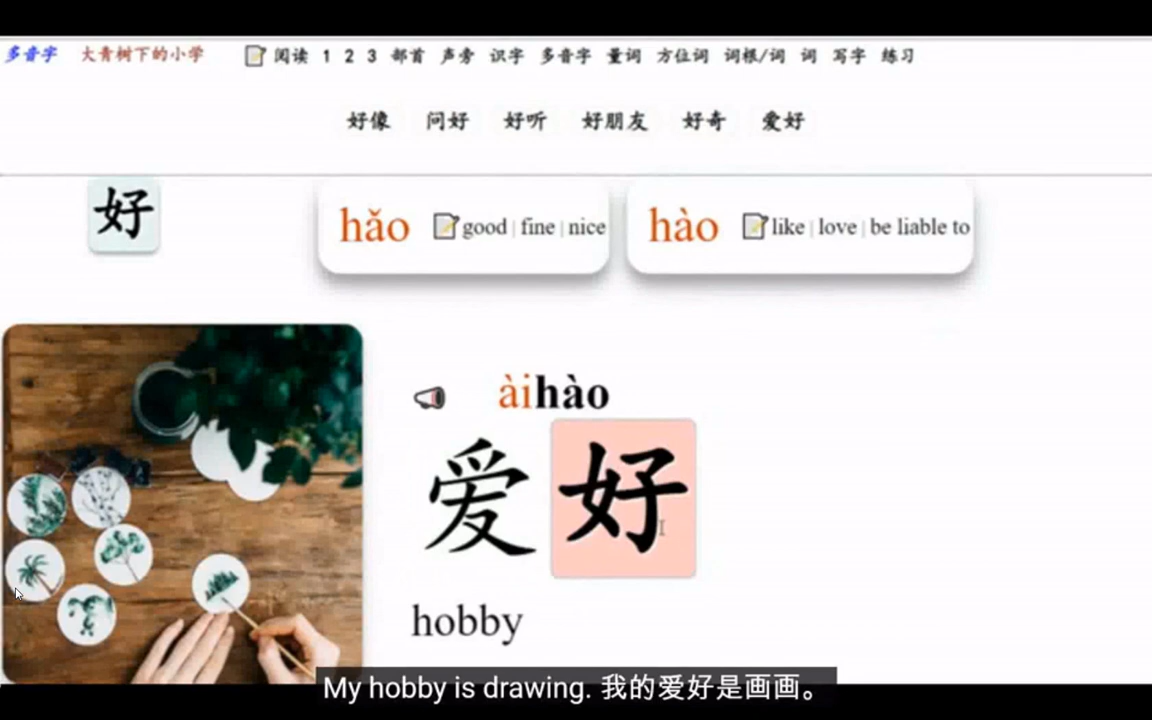 多音字 大青树下的小学 阅读 1 2 3 部首 声旁 识字 多音字 量词 方位词 词根/词 词 写字 练习
好像 问好 好听 好朋友 好奇 爱好
好 hǎo good | fine | nice hào like | love | be liable to
àihào
爱好
hobby
My hobby is drawing. 我的爱好是画画。